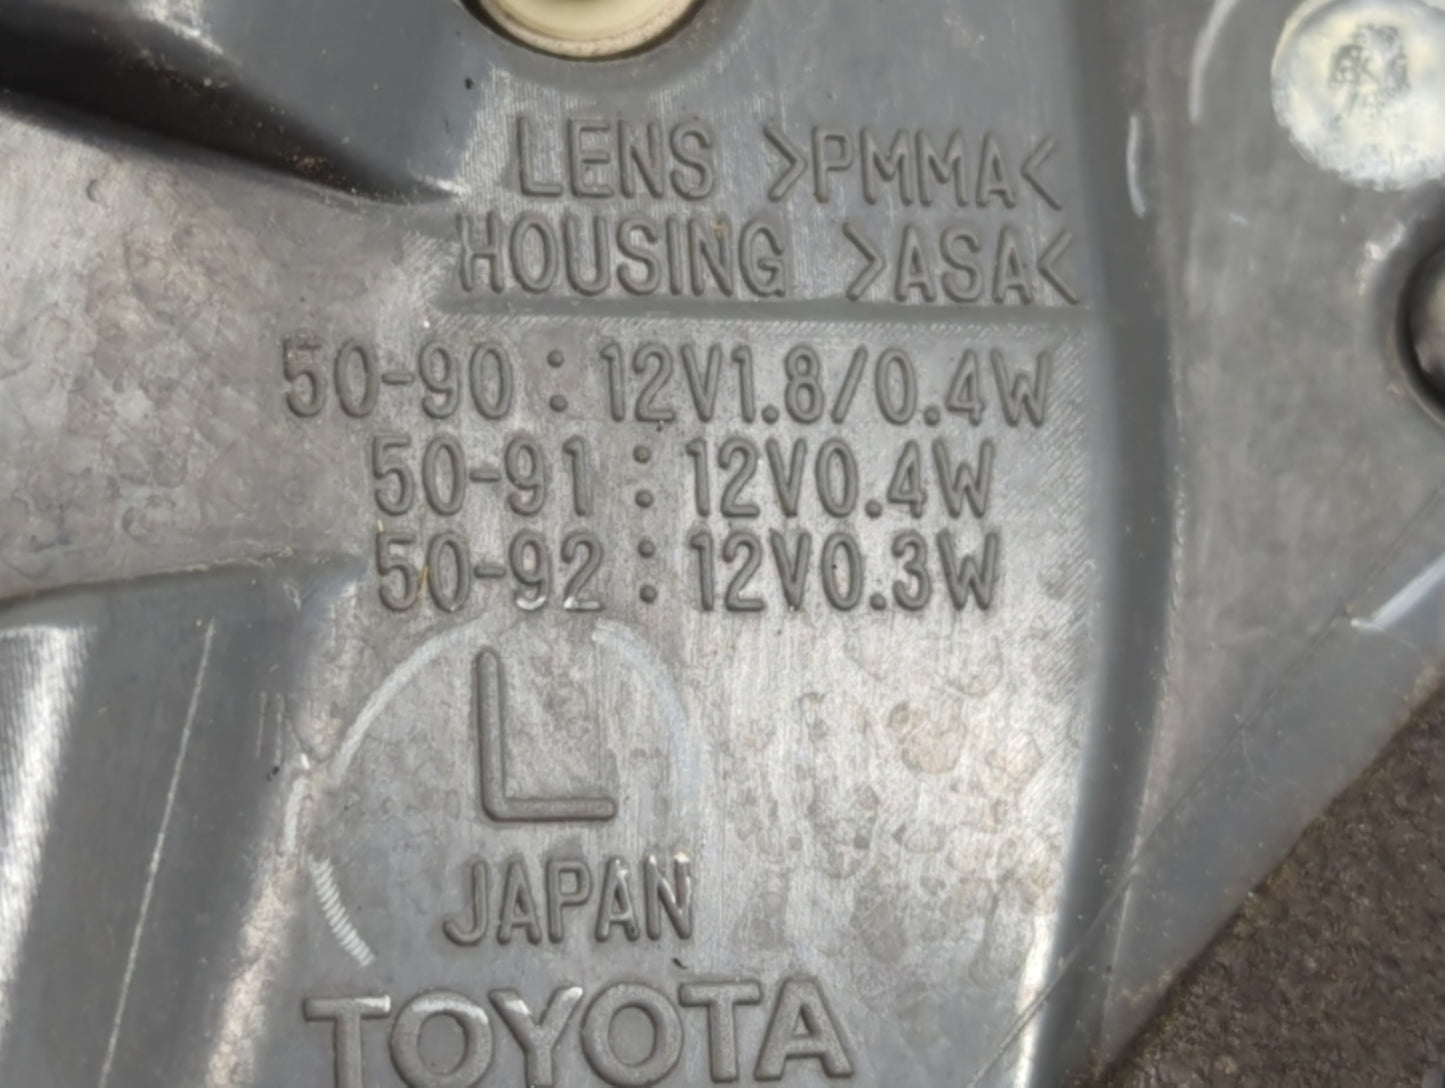 LENS >PMMA<
HOUSING >ASA<
50-90 : 12V1.8/0.4W
50-91 : 12V0.4W
50-92 : 12V0.3W
L
JAPAN
TOYOTA